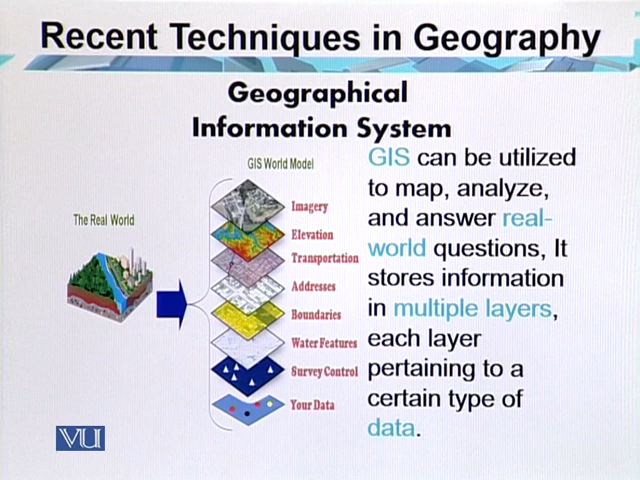 Recent Techniques in Geography
Geographical
Information System
GIS World Model
The Real World
Imagery
Elevation
Transportation
Addresses
Boundaries
Water Features
Survey Control
Your Data
GIS can be utilized
to map, analyze,
and answer real-
world questions, It
stores information
in multiple layers,
each layer
pertaining to a
certain type of
data.
VU